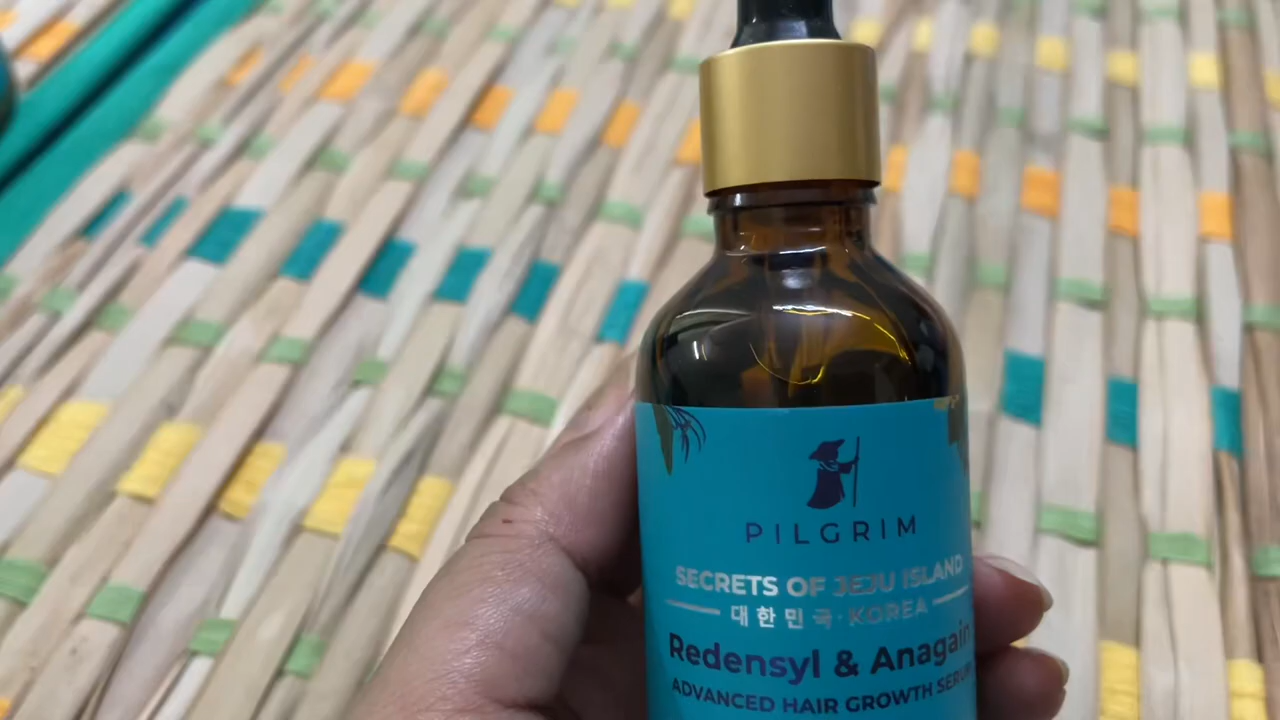 PILGRIM
SECRETS OF JEJU ISLAND
대한민국·KOREA
Redensyl & Anagain
ADVANCED HAIR GROWTH SERUM